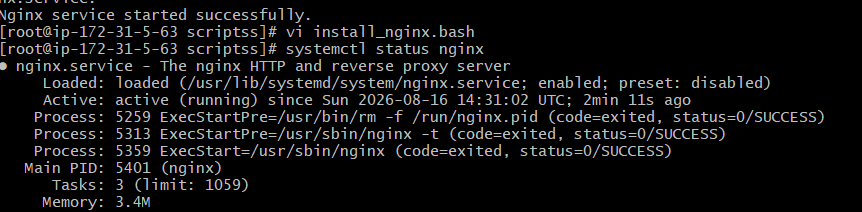 Nginx service started successfully.
[root@ip-172-31-5-63 scriptss]# vi install_nginx.bash
[root@ip-172-31-5-63 scriptss]# systemctl status nginx
● nginx.service - The nginx HTTP and reverse proxy server
     Loaded: loaded (/usr/lib/systemd/system/nginx.service; enabled; preset: disabled)
     Active: active (running) since Sun 2026-08-16 14:31:02 UTC; 2min 11s ago
    Process: 5259 ExecStartPre=/usr/bin/rm -f /run/nginx.pid (code=exited, status=0/SUCCESS)
    Process: 5313 ExecStartPre=/usr/sbin/nginx -t (code=exited, status=0/SUCCESS)
    Process: 5359 ExecStart=/usr/sbin/nginx (code=exited, status=0/SUCCESS)
   Main PID: 5401 (nginx)
      Tasks: 3 (limit: 1059)
     Memory: 3.4M